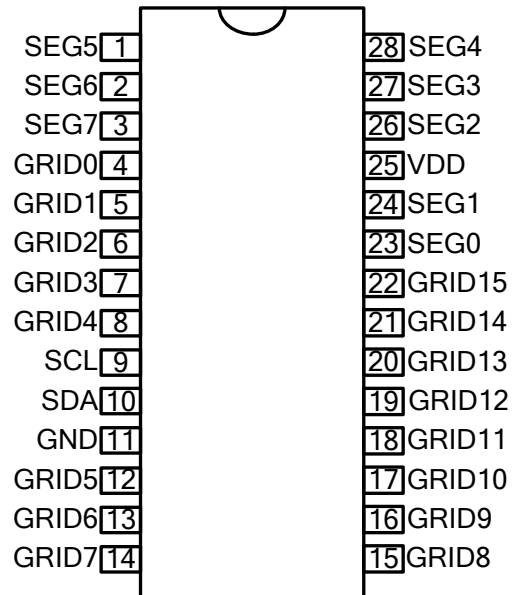 SEG5 1 28 SEG4
SEG6 2 27 SEG3
SEG7 3 26 SEG2
GRID0 4 25 VDD
GRID1 5 24 SEG1
GRID2 6 23 SEG0
GRID3 7 22 GRID15
GRID4 8 21 GRID14
SCL 9 20 GRID13
SDA 10 19 GRID12
GND 11 18 GRID11
GRID5 12 17 GRID10
GRID6 13 16 GRID9
GRID7 14 15 GRID8